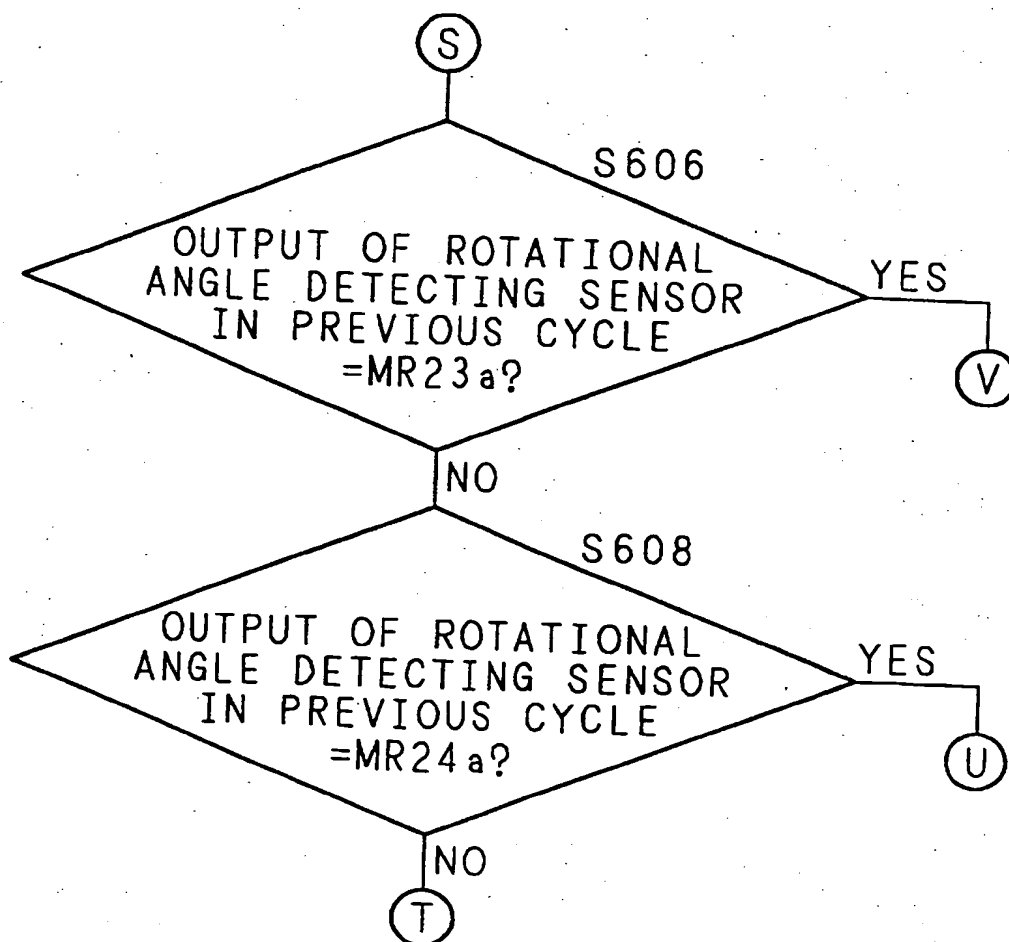 S
S606
OUTPUT OF ROTATIONAL
ANGLE DETECTING SENSOR
IN PREVIOUS CYCLE
=MR23a?
YES
V
NO
S608
OUTPUT OF ROTATIONAL
ANGLE DETECTING SENSOR
IN PREVIOUS CYCLE
=MR24a?
YES
U
NO
T